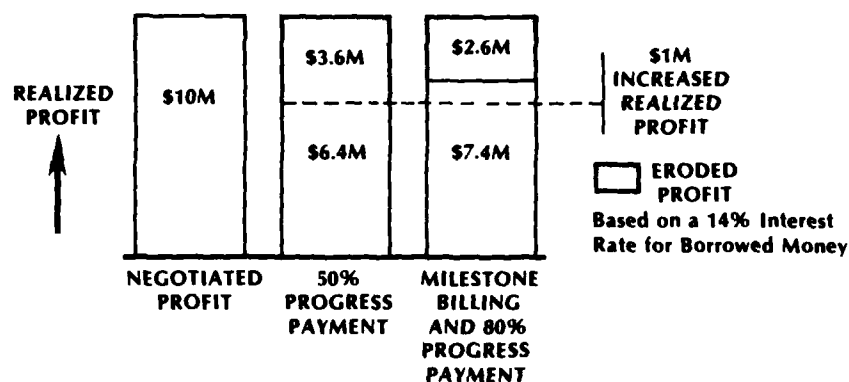 REALIZED
PROFIT
$10M
$3.6M
$6.4M
$2.6M
$7.4M
$1M
INCREASED
REALIZED
PROFIT
ERODED
PROFIT
Based on a 14% Interest
Rate for Borrowed Money
NEGOTIATED
PROFIT
50%
PROGRESS
PAYMENT
MILESTONE
BILLING
AND 80%
PROGRESS
PAYMENT